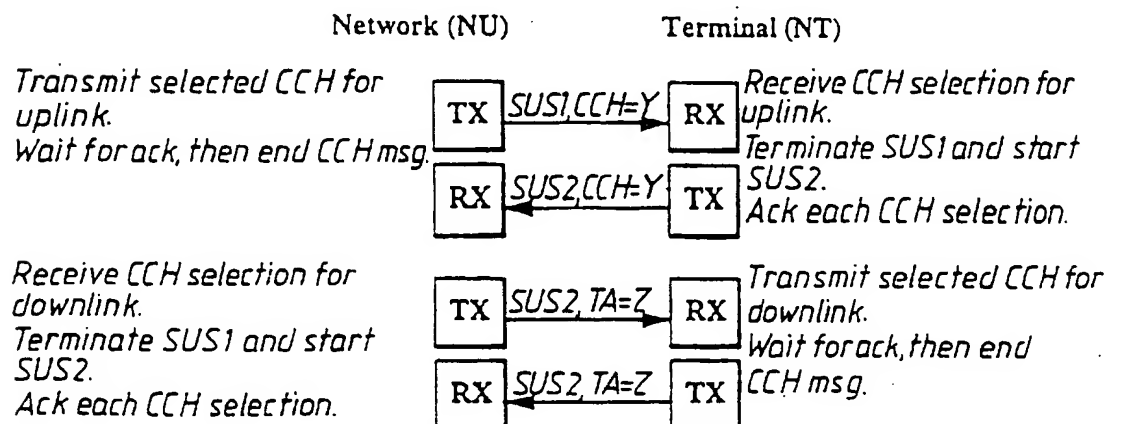 Network (NU) Terminal (NT)
Transmit selected CCH for
uplink.
Wait for ack, then end CCH msg.
TX SUS1,CCH=Y RX
RX SUS2,CCH=Y TX
Receive CCH selection for
uplink.
Terminate SUS1 and start
SUS2.
Ack each CCH selection.
Receive CCH selection for
downlink.
Terminate SUS1 and start
SUS2.
Ack each CCH selection.
TX SUS2, TA=Z RX
RX SUS2, TA=Z TX
Transmit selected CCH for
downlink.
Wait for ack, then end
CCH msg.